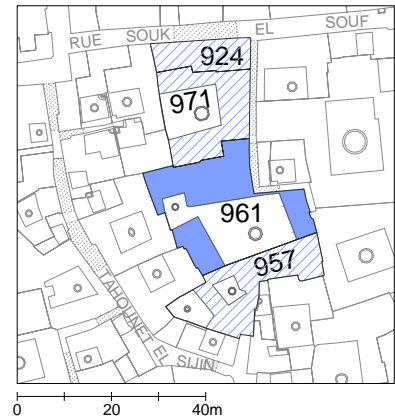 RUE SOUK EL SOUF
924
971
961
957
TAHOUNET EL SIJIN
0 20 40m